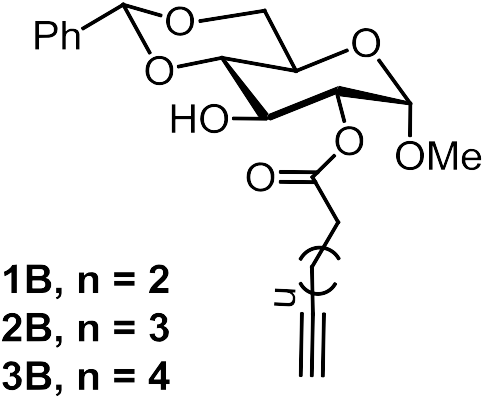 O
Ph
O
O
HO
O
OMe
O
n
1B, n = 2
2B, n = 3
3B, n = 4